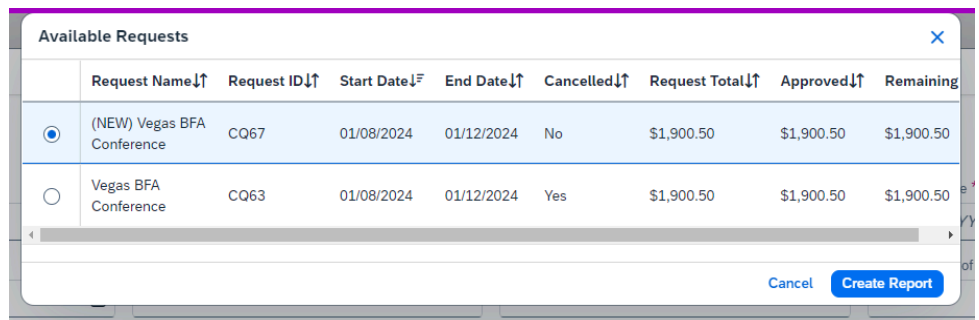 Available Requests
Request Name Request ID Start Date End Date Cancelled Request Total Approved Remaining
(NEW) Vegas BFA
Conference
CQ67 01/08/2024 01/12/2024 No $1,900.50 $1,900.50 $1,900.50
Vegas BFA
Conference
CQ63 01/08/2024 01/12/2024 Yes $1,900.50 $1,900.50 $1,900.50
e *
YY
of
Cancel Create Report